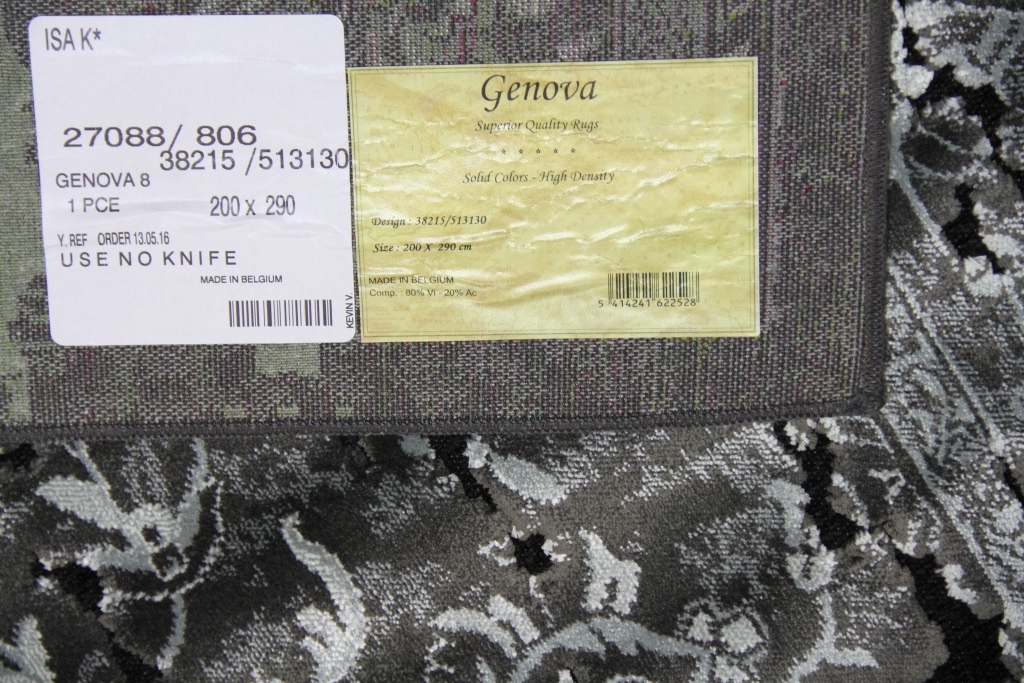 ISA K*
27088/ 806
38215 /513130
GENOVA 8
1 PCE 200 x 290
Y. REF ORDER 13.05.16
USE NO KNIFE
MADE IN BELGIUM
KEVIN V.
Genova
Superior Quality Rugs
* * * * *
Solid Colors - High Density
Design : 38215/513130
Size : 200 X 290 cm
MADE IN BELGIUM
Comp. : 80% Vi - 20% Ac
5 414241 622528